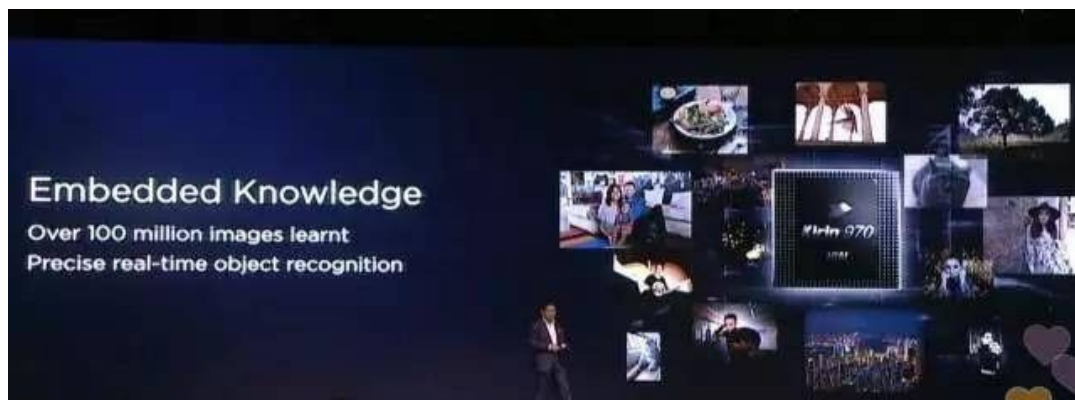 Embedded Knowledge
Over 100 million images learnt
Precise real-time object recognition
Kirin 970